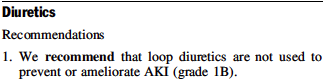 Diuretics
Recommendations
1. We recommend that loop diuretics are not used to
prevent or ameliorate AKI (grade 1B).